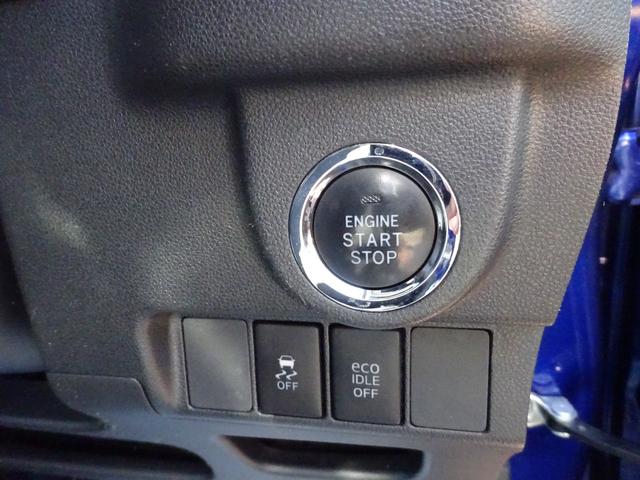 ENGINE
START
STOP
OFF
eco
IDLE
OFF